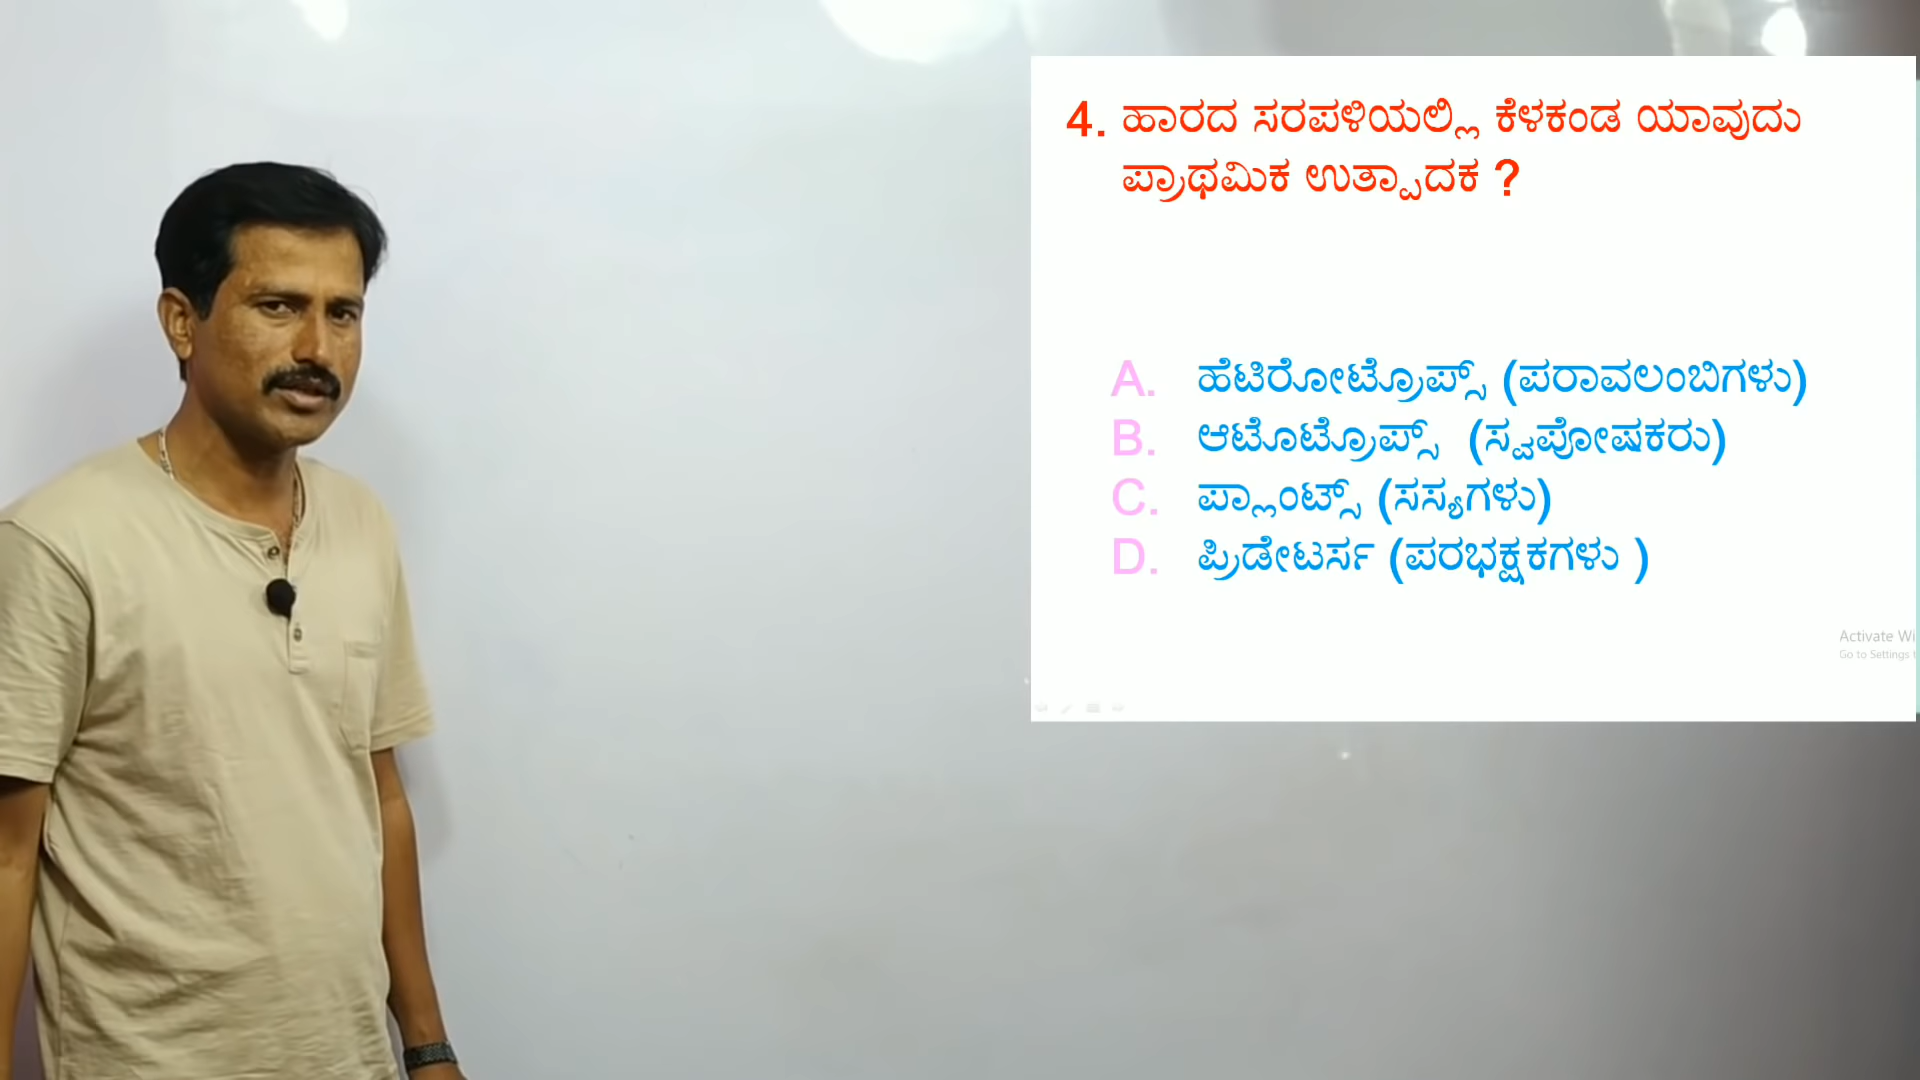 4. ಹಾರದ ಸರಪಳಿಯಲ್ಲಿ ಕೆಳಕಂಡ ಯಾವುದು
ಪ್ರಾಥಮಿಕ ಉತ್ಪಾದಕ ?
A. ಹೆಟಿರೋಟ್ರೊಪ್ಸ್ (ಪರಾವಲಂಬಿಗಳು)
B. ಆಟೊಟ್ರೊಪ್ಸ್ (ಸ್ವಪೋಷಕರು)
C. ಪ್ಲಾಂಟ್ಸ್ (ಸಸ್ಯಗಳು)
D. ಪ್ರಿಡೇಟರ್ಸ (ಪರಭಕ್ಷಕಗಳು )
Activate Wi
Go to Settings t